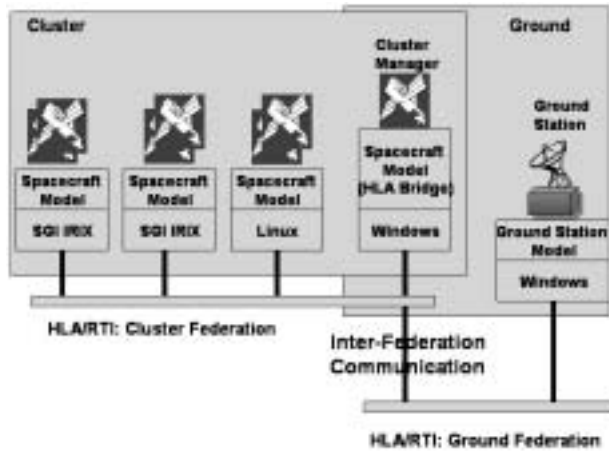 Cluster
Ground
Cluster
Manager
Ground
Station
Spacecraft
Model
SGI IRIX
Spacecraft
Model
SGI IRIX
Spacecraft
Model
Linux
Spacecraft
Model
(HLA Bridge)
Windows
Ground Station
Model
Windows
HLA/RTI: Cluster Federation
Inter-Federation
Communication
HLA/RTI: Ground Federation